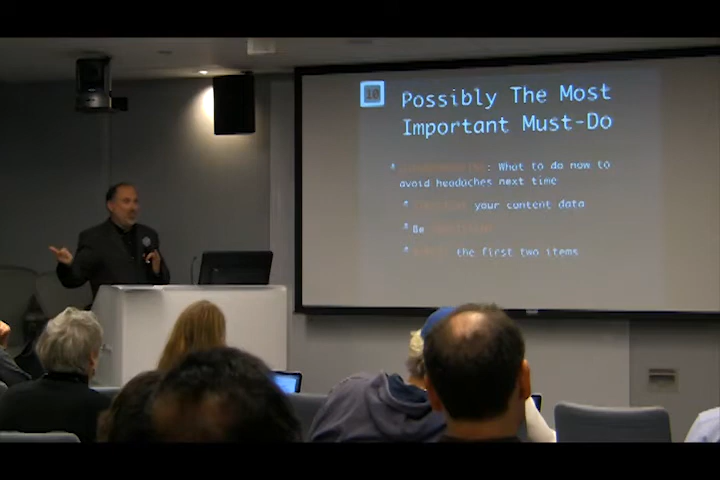 10
Possibly The Most
Important Must-Do
: What to do now to
avoid headaches next time
your content data
Be
the first two items